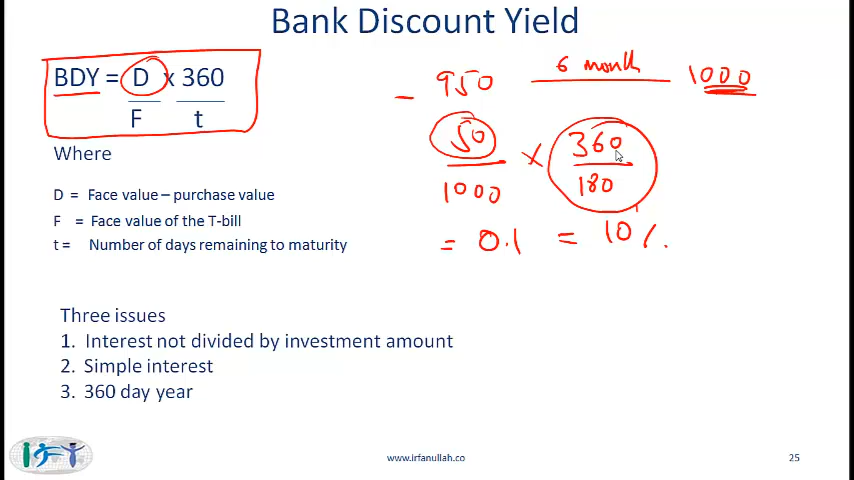 Bank Discount Yield
BDY = D x 360
F t
Where
D = Face value – purchase value
F = Face value of the T-bill
t = Number of days remaining to maturity
- 950 6 month 1000
50 × 360
1000 180
= 0.1 = 10%.
Three issues
1. Interest not divided by investment amount
2. Simple interest
3. 360 day year
www.irfanullah.co
25